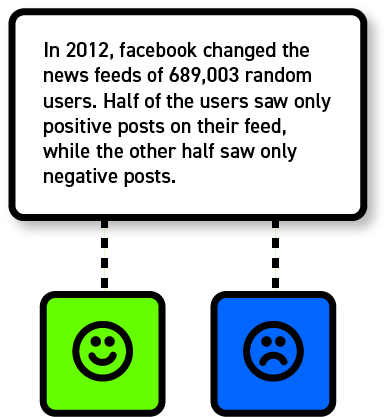 In 2012, facebook changed the
news feeds of 689,003 random
users. Half of the users saw only
positive posts on their feed,
while the other half saw only
negative posts.